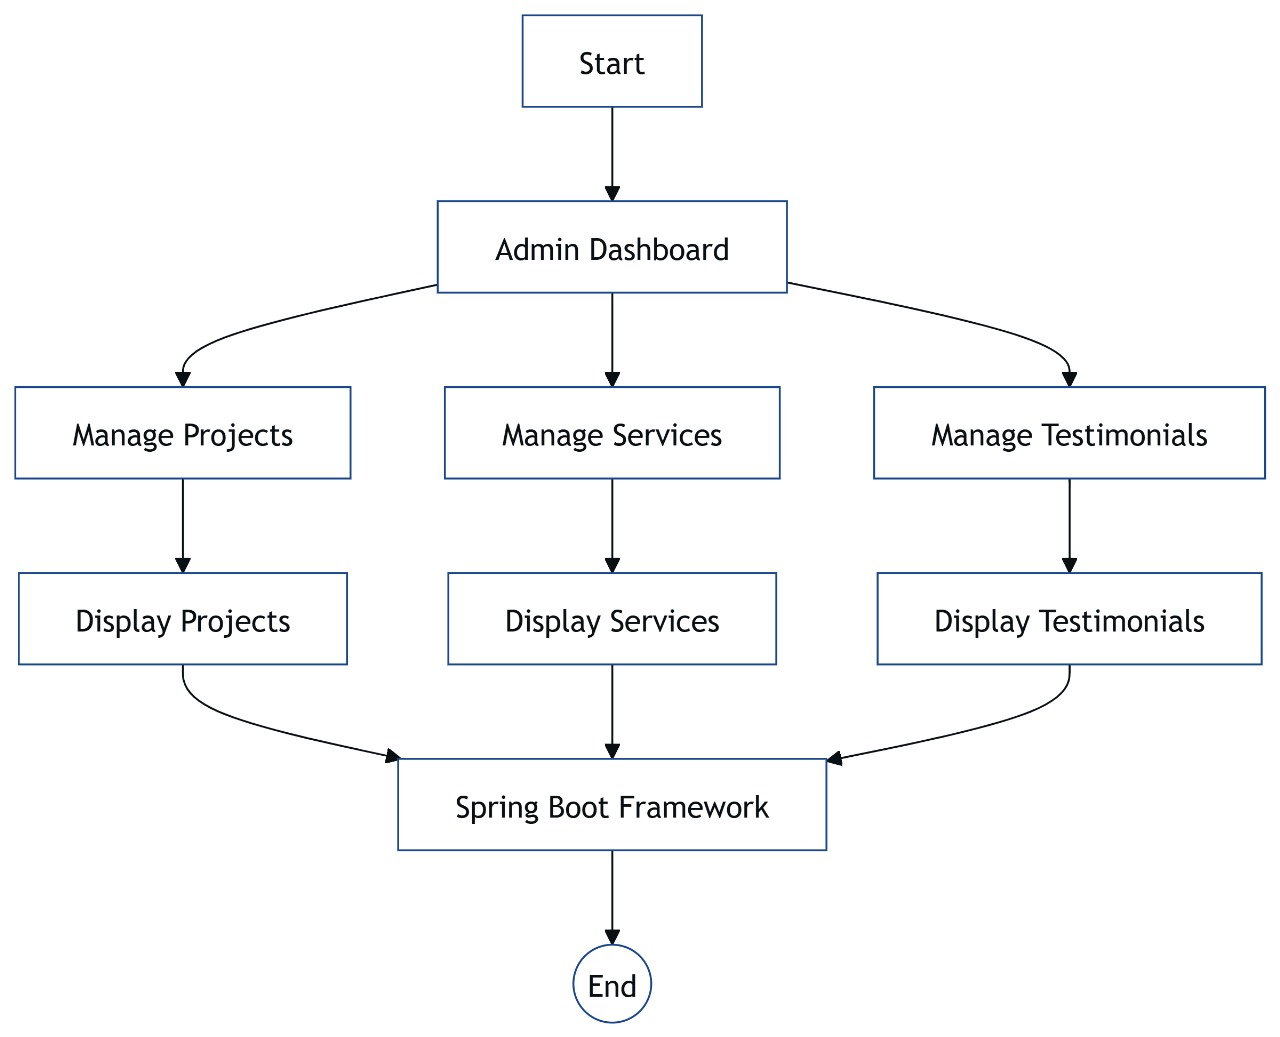 Start
Admin Dashboard
Manage Projects
Manage Services
Manage Testimonials
Display Projects
Display Services
Display Testimonials
Spring Boot Framework
End